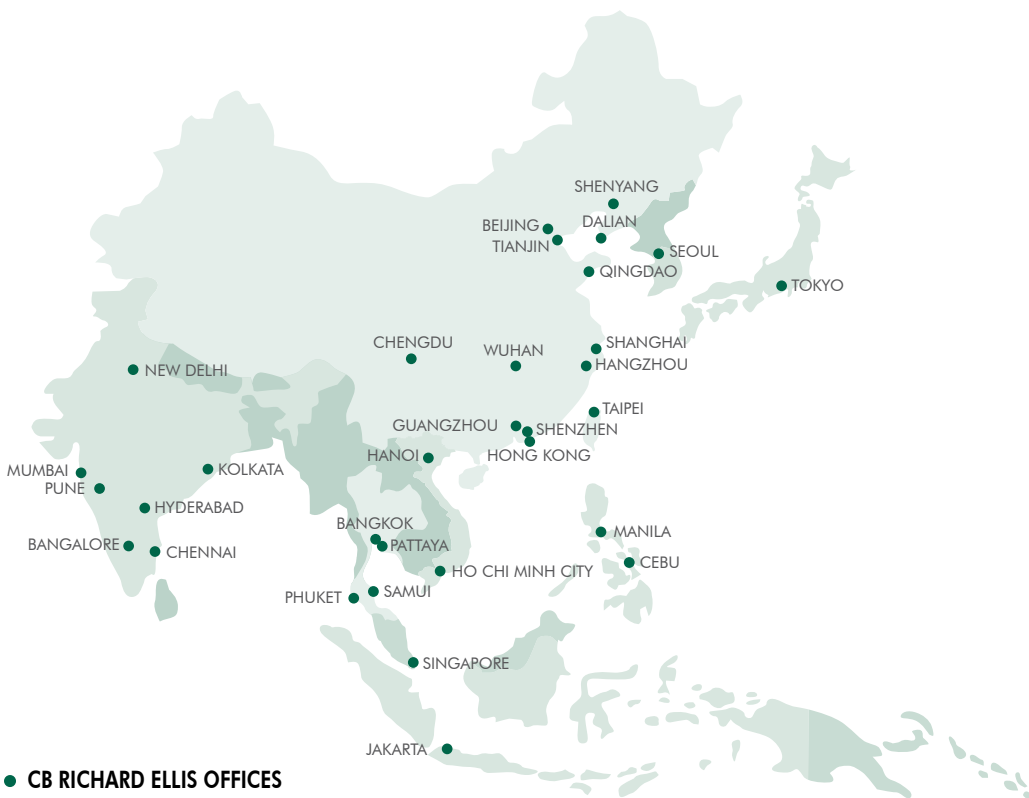 SHENYANG
DALIAN
BEIJING
TIANJIN
SEOUL
QINGDAO
TOKYO
CHENGDU
WUHAN
SHANGHAI
HANGZHOU
NEW DELHI
TAIPEI
GUANGZHOU
SHENZHEN
HANOI
HONG KONG
MUMBAI
KOLKATA
PUNE
HYDERABAD
BANGKOK
MANILA
BANGALORE
PATTAYA
CHENNAI
CEBU
HO CHI MINH CITY
SAMUI
PHUKET
SINGAPORE
JAKARTA
CB RICHARD ELLIS OFFICES